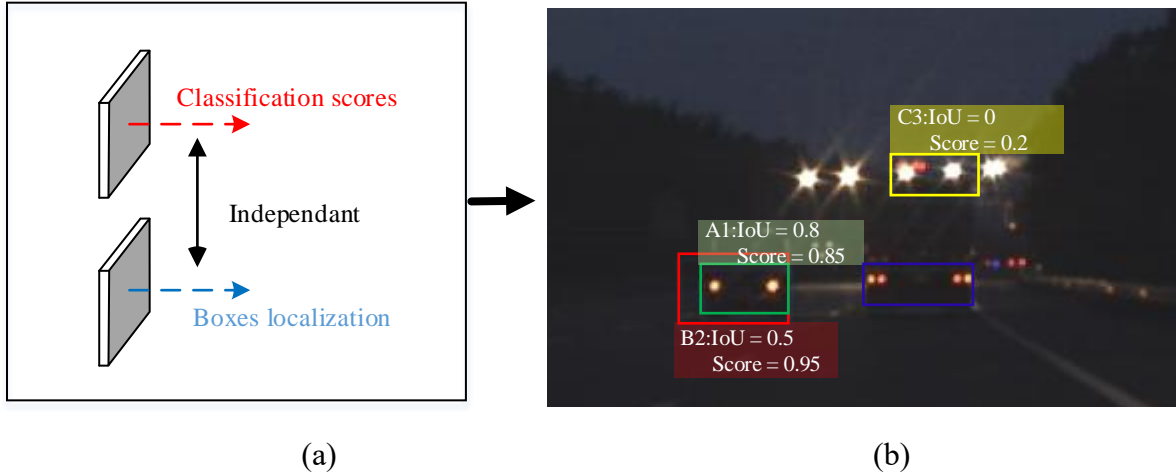 Classification scores
Independant
Boxes localization
C3:IoU = 0
Score = 0.2
A1:IoU = 0.8
Score = 0.85
B2:IoU = 0.5
Score = 0.95
(a)
(b)